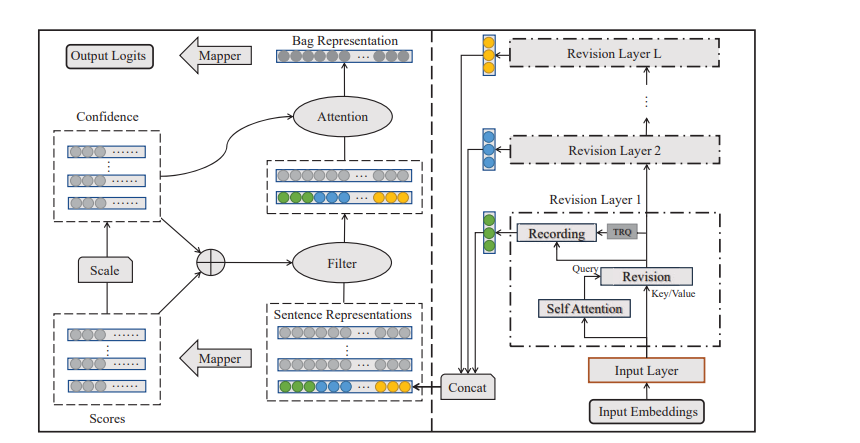 Output Logits
Mapper
Bag Representation
Attention
Confidence
Scale
Filter
Sentence Representations
Mapper
Scores
Concat
Revision Layer L
Revision Layer 2
Revision Layer 1
Recording
TRQ
Query
Revision
Key/Value
Self Attention
Input Layer
Input Embeddings